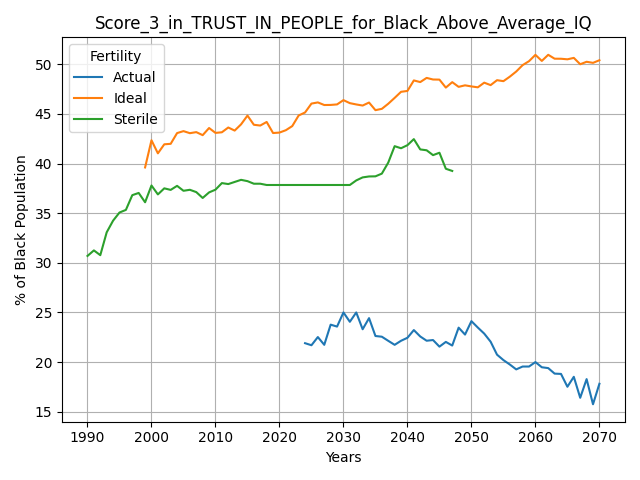 Score_3_in_TRUST_IN_PEOPLE_for_Black_Above_Average_IQ
Fertility
Actual
Ideal
Sterile
% of Black Population
50
45
40
35
30
25
20
15
1990 2000 2010 2020 2030 2040 2050 2060 2070
Years